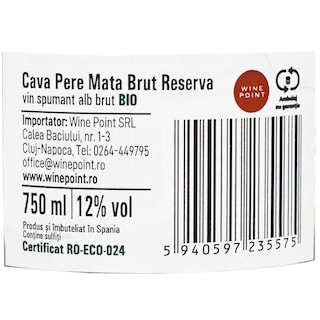 Cava Pere Mata Brut Reserva
vin spumant alb brut BIO
Importator: Wine Point SRL
Calea Baciului, nr. 1-3
Cluj-Napoca, Tel: 0264-449795
office@winepoint.ro
www.winepoint.ro
750 ml 12% vol
Produs și îmbuteliat în Spania
Conține sulfiți
Certificat RO-ECO-024
WINE
POINT
Ambalaj
cu garanție
5 940597 235575